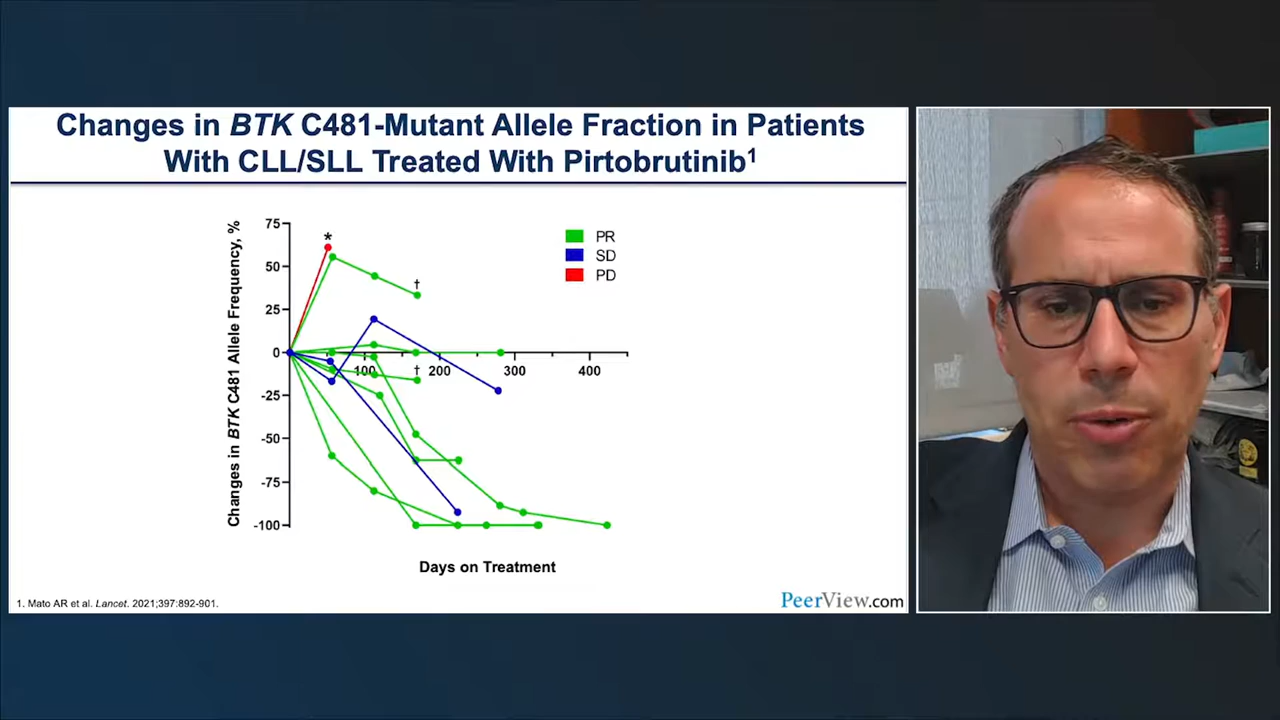 Changes in BTK C481-Mutant Allele Fraction in Patients
With CLL/SLL Treated With Pirtobrutinib¹
Changes in BTK C481 Allele Frequency, %
75
50
25
0
-25
-50
-75
-100
*
†
†
100
200
300
400
PR
SD
PD
Days on Treatment
1. Mato AR et al. Lancet. 2021;397:892-901.
PeerView.com